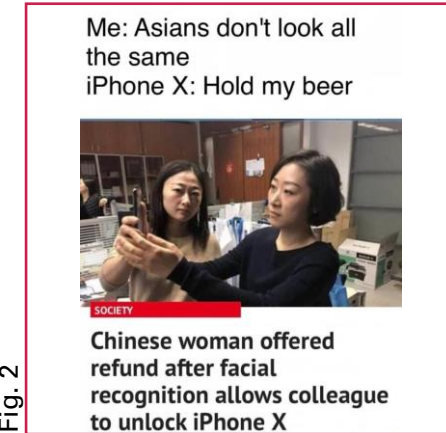 Me: Asians don't look all
the same
iPhone X: Hold my beer
SOCIETY
Chinese woman offered
refund after facial
recognition allows colleague
to unlock iPhone X
Fig. 2